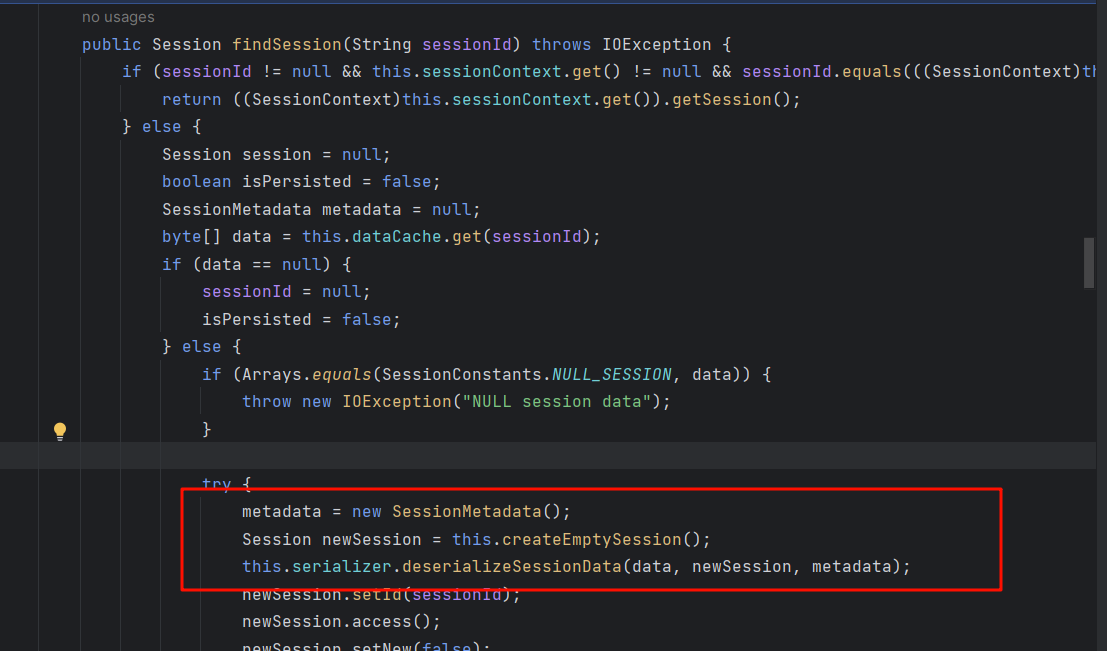 no usages
public Session findSession(String sessionId) throws IOException {
if (sessionId != null && this.sessionContext.get() != null && sessionId.equals(((SessionContext)th
return ((SessionContext)this.sessionContext.get()).getSession();
} else {
Session session = null;
boolean isPersisted = false;
SessionMetadata metadata = null;
byte[] data = this.dataCache.get(sessionId);
if (data == null) {
sessionId = null;
isPersisted = false;
} else {
if (Arrays.equals(SessionConstants.NULL_SESSION, data)) {
throw new IOException("NULL session data");
}
try {
metadata = new SessionMetadata();
Session newSession = this.createEmptySession();
this.serializer.deserializeSessionData(data, newSession, metadata);
newSession.setId(sessionId);
newSession.access();
newSession.setNew(false);